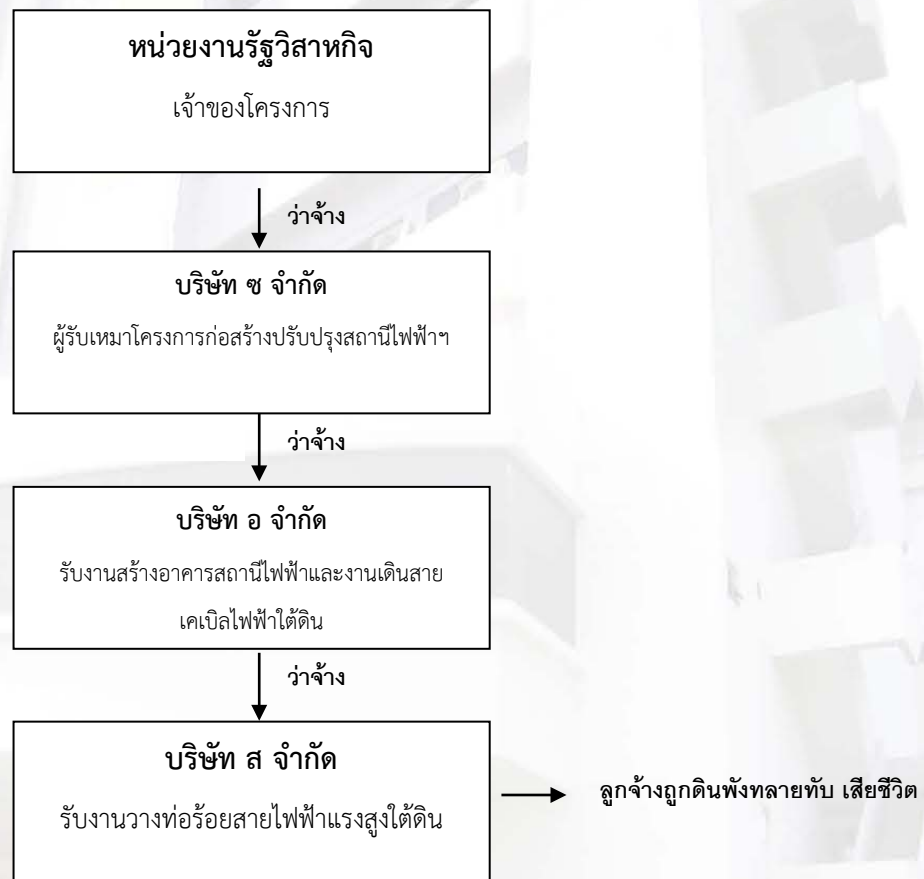 หน่วยงานรัฐวิสาหกิจ
เจ้าของโครงการ
ว่าจ้าง
บริษัท ซ จำกัด
ผู้รับเหมาโครงการก่อสร้างปรับปรุงสถานีไฟฟ้าฯ
ว่าจ้าง
บริษัท อ จำกัด
รับงานสร้างอาคารสถานีไฟฟ้าและงานเดินสาย
เคเบิลไฟฟ้าใต้ดิน
ว่าจ้าง
บริษัท ส จำกัด
รับงานวางท่อร้อยสายไฟฟ้าแรงสูงใต้ดิน
ลูกจ้างถูกดินพังทลายทับ เสียชีวิต